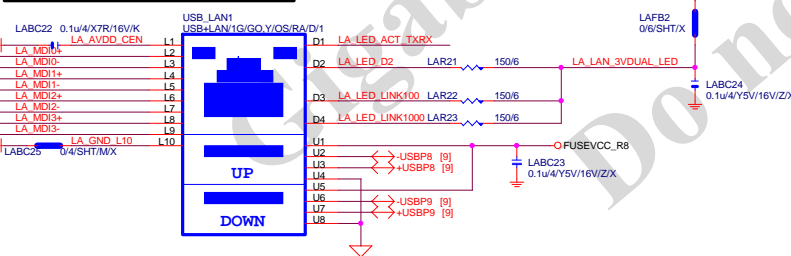 LAFB2
0/6/SHT/X
USB_LAN1
USB+LAN/1G/GO,Y/OS/RA/D/1
LABC22 0.1u/4/X7R/16V/K
LA_AVDD_CEN L1 D1 LA_LED_ACT_TXRX
LA_MDI0+ L2
LA_MDI0- L3 D2 LA_LED_D2 LAR21 150/6 LA_LAN_3VDUAL_LED
LA_MDI1+ L4
LA_MDI1- L5
LA_MDI2+ L6 D3 LA_LED_LINK100 LAR22 150/6
LA_MDI2- L7
LA_MDI3+ L8 D4 LA_LED_LINK1000 LAR23 150/6
LA_MDI3- L9
LA_GND_L10 L10
LABC25 0/4/SHT/M/X
LABC24
0.1u/4/Y5V/16V/Z/X
U1 FUSEVCC_R8
U2 -USBP8 [9]
U3 +USBP8 [9]
LABC23
0.1u/4/Y5V/16V/Z/X
UP
U4
U5
U6 -USBP9 [9]
U7 +USBP9 [9]
DOWN
U8
Gigab
Do no